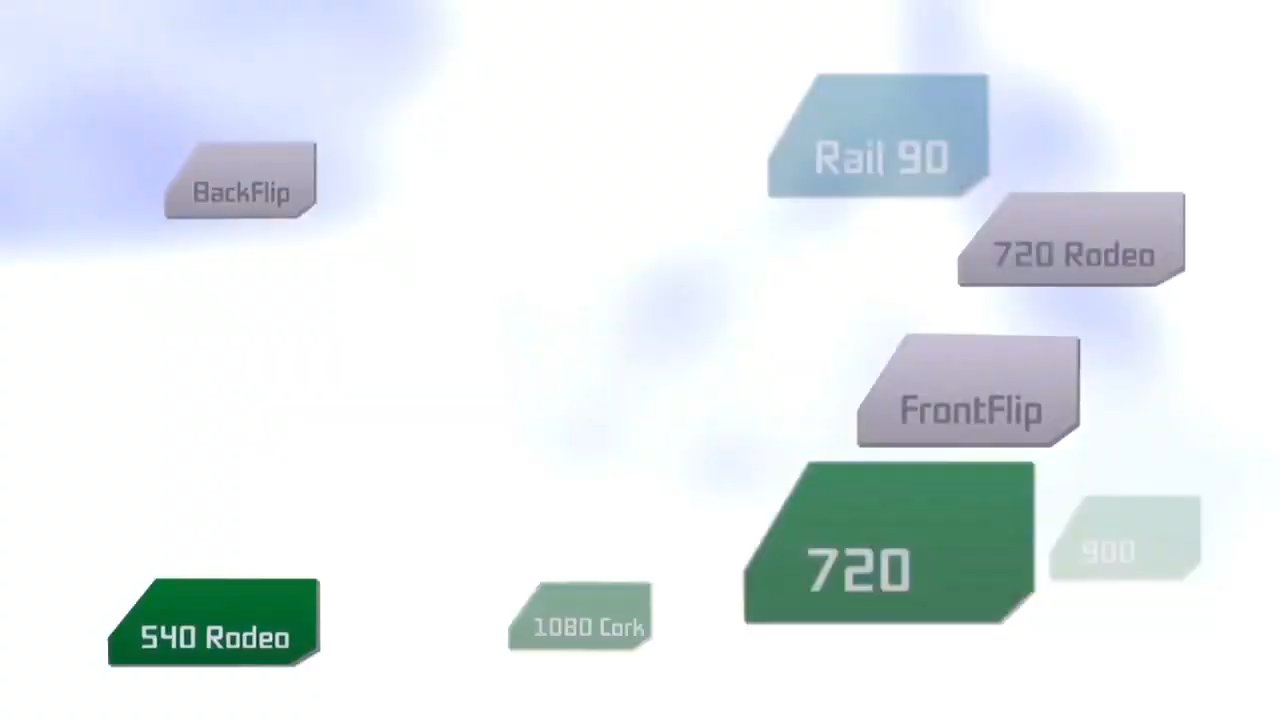 Rail 90
BackFlip
720 Rodeo
FrontFlip
720
900
540 Rodeo
1080 Cork